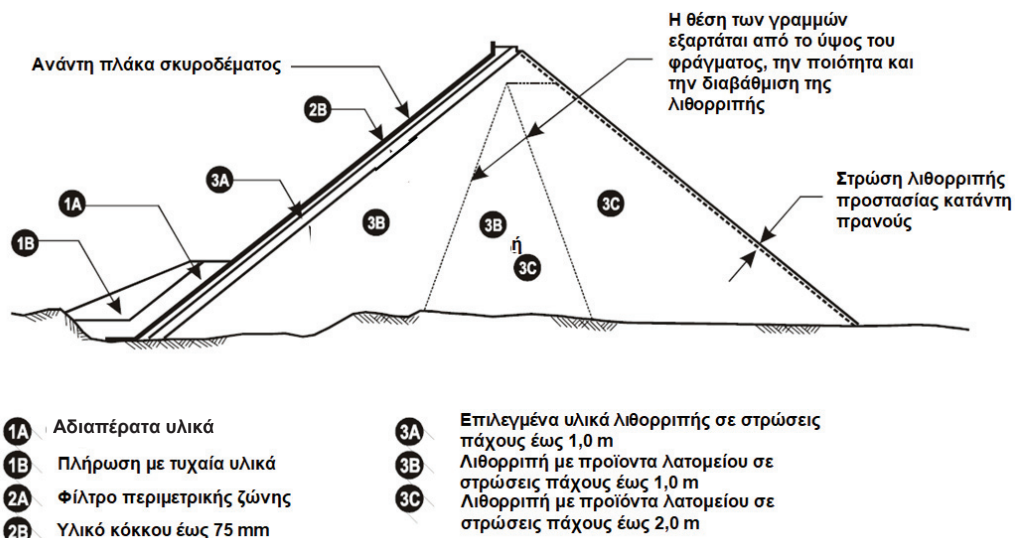 Η θέση των γραμμών
εξαρτάται από το ύψος του
φράγματος, την ποιότητα και
την διαβάθμιση της
λιθορριπής
Ανάντη πλάκα σκυροδέματος
2B
3A
1A
1B
3B
3B
ή
3C
3C
Στρώση λιθορριπής
προστασίας κατάντη
πρανούς
1A Αδιαπέρατα υλικά
1B Πλήρωση με τυχαία υλικά
2A Φίλτρο περιμετρικής ζώνης
2B Υλικό κόκκου έως 75 mm
3A Επιλεγμένα υλικά λιθορριπής σε στρώσεις
πάχους έως 1,0 m
3B Λιθορριπή με προϊοντα λατομείου σε
στρώσεις πάχους έως 1,0 m
3C Λιθορριπή με προϊόντα λατομείου σε
στρώσεις πάχους έως 2,0 m